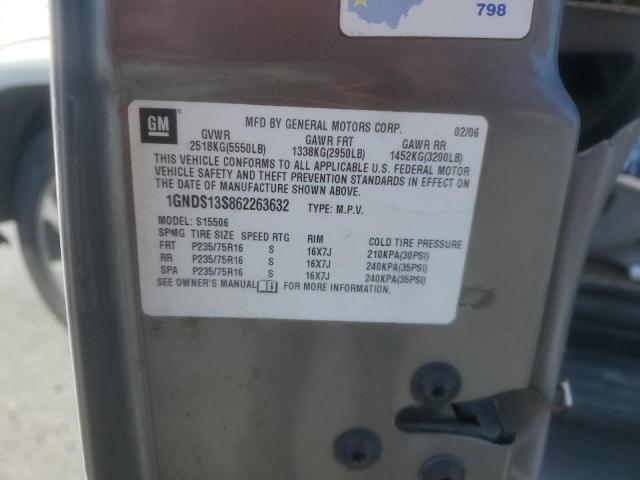 798
GM
MFD BY GENERAL MOTORS CORP. 02/06
GVWR GAWR FRT GAWR RR
2518KG(5550LB) 1338KG(2950LB) 1452KG(3200LB)
THIS VEHICLE CONFORMS TO ALL APPLICABLE U.S. FEDERAL MOTOR
VEHICLE SAFETY AND THEFT PREVENTION STANDARDS IN EFFECT ON
THE DATE OF MANUFACTURE SHOWN ABOVE.
1GNDS13S862263632 TYPE: M.P.V.
MODEL: S15506
SPMG TIRE SIZE SPEED RTG RIM COLD TIRE PRESSURE
FRT P235/75R16 S 16X7J 210KPA(30PSI)
RR P235/75R16 S 16X7J 240KPA(35PSI)
SPA P235/75R16 S 16X7J 240KPA(35PSI)
SEE OWNER'S MANUAL FOR MORE INFORMATION.